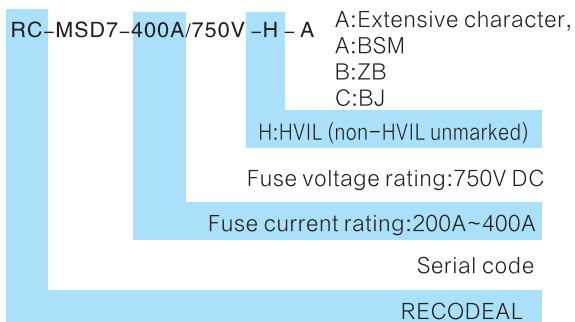 RC-MSD7-400A/750V-H-A
A:Extensive character,
A:BSM
B:ZB
C:BJ
H:HVIL (non-HVIL unmarked)
Fuse voltage rating:750V DC
Fuse current rating:200A~400A
Serial code
RECODEAL